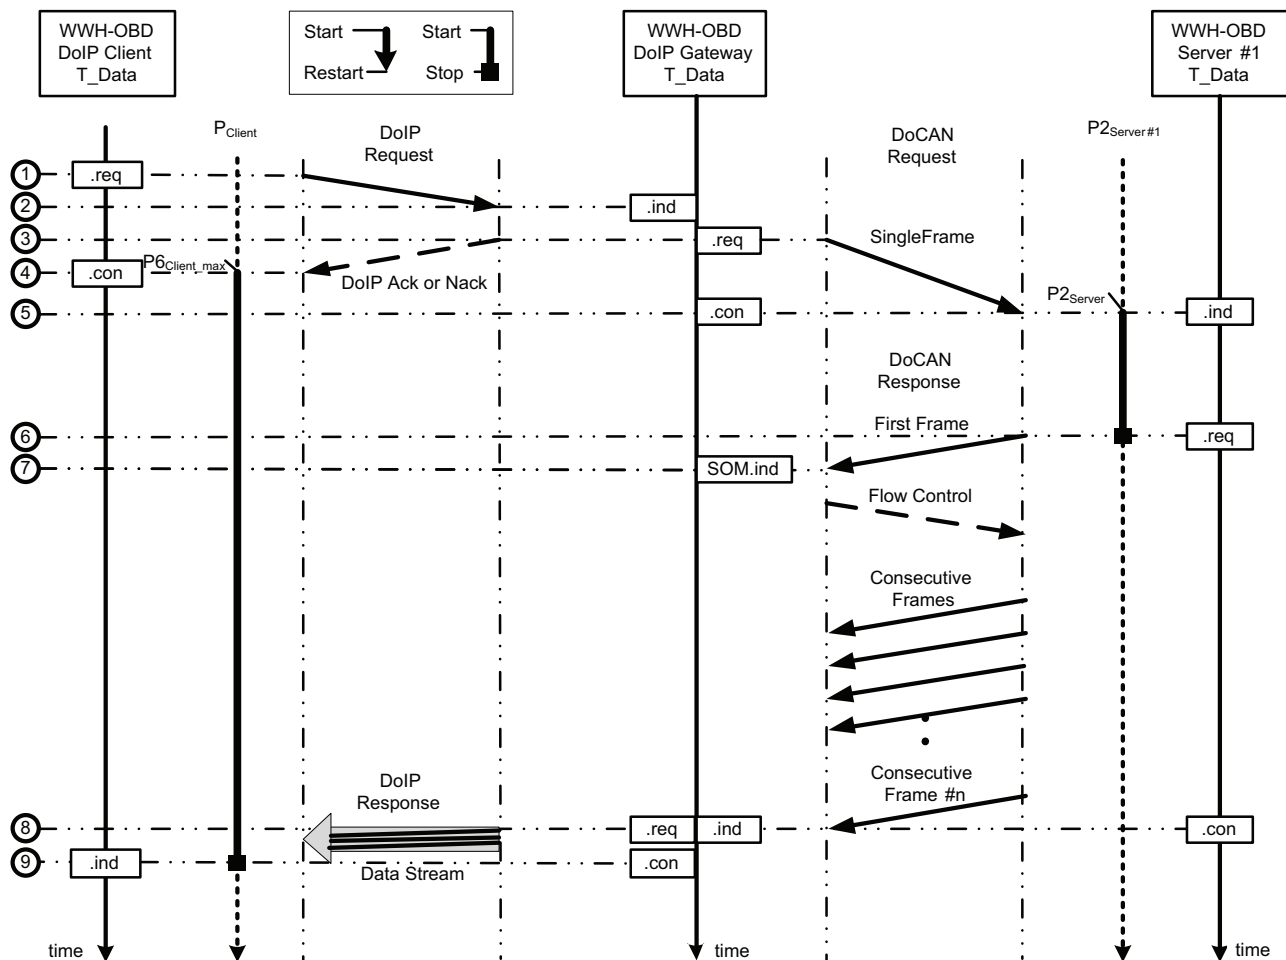 WWH-OBD
DoIP Client
T_Data
Start
Restart
Start
Stop
WWH-OBD
DoIP Gateway
T_Data
WWH-OBD
Server #1
T_Data
PClient
DoIP
Request
DoCAN
Request
P2Server#1
1
.req
2
.ind
3
.req
SingleFrame
4
.con
P6Client_max
DoIP Ack or Nack
P2Server
5
.con
.ind
DoCAN
Response
6
First Frame
.req
7
SOM.ind
Flow Control
Consecutive
Frames
DoIP
Response
Consecutive
Frame #n
8
.req
.ind
.con
9
.ind
Data Stream
.con
time
time
time